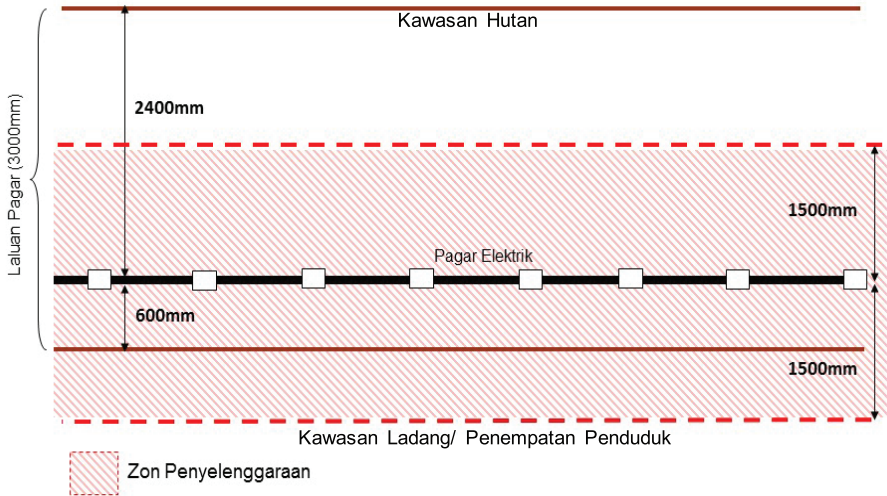 Kawasan Hutan
Laluan Pagar (3000mm)
2400mm
1500mm
Pagar Elektrik
600mm
1500mm
Kawasan Ladang/ Penempatan Penduduk
Zon Penyelenggaraan